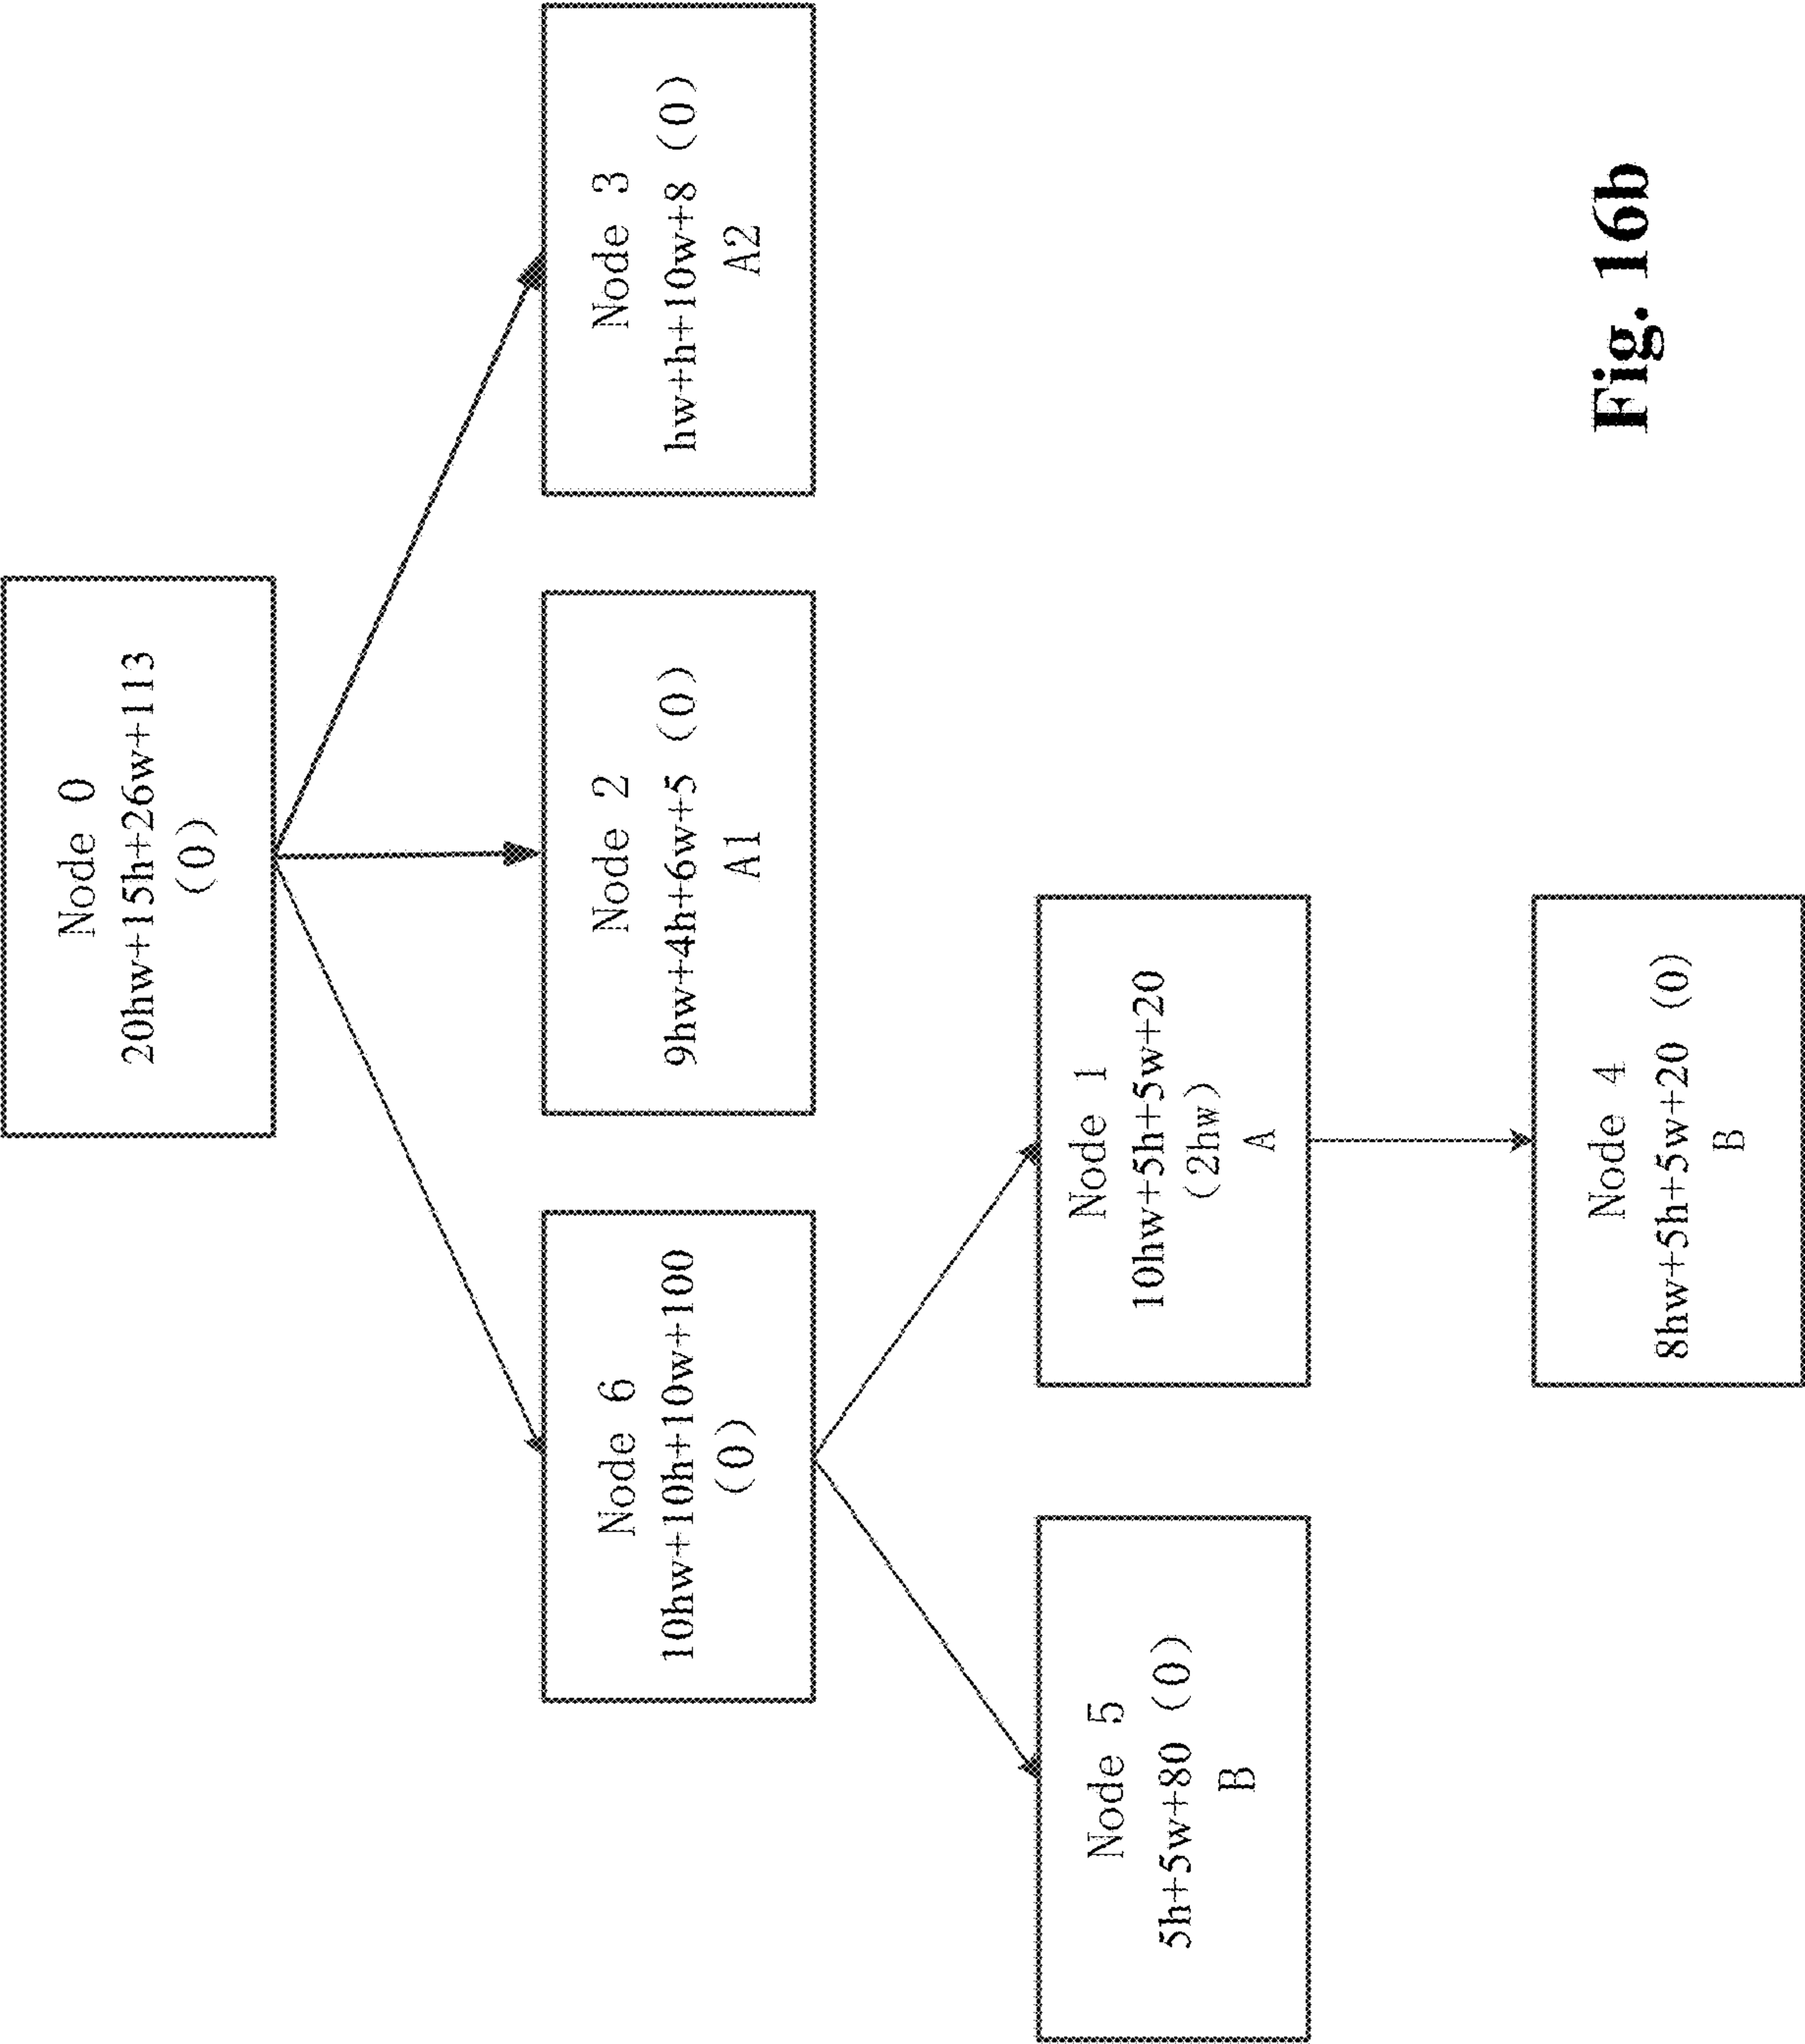 Node 0
20hw+15h+26w+113
(0)
Node 6
10hw+10h+10w+100
(0)
Node 2
9hw+4h+6w+5 (0)
A1
Node 3
hw+h+10w+8 (0)
A2
Node 5
5h+5w+80 (0)
B
Node 1
10hw+5h+5w+20
(2hw)
A
Node 4
8hw+5h+5w+20 (0)
B
Fig. 16b